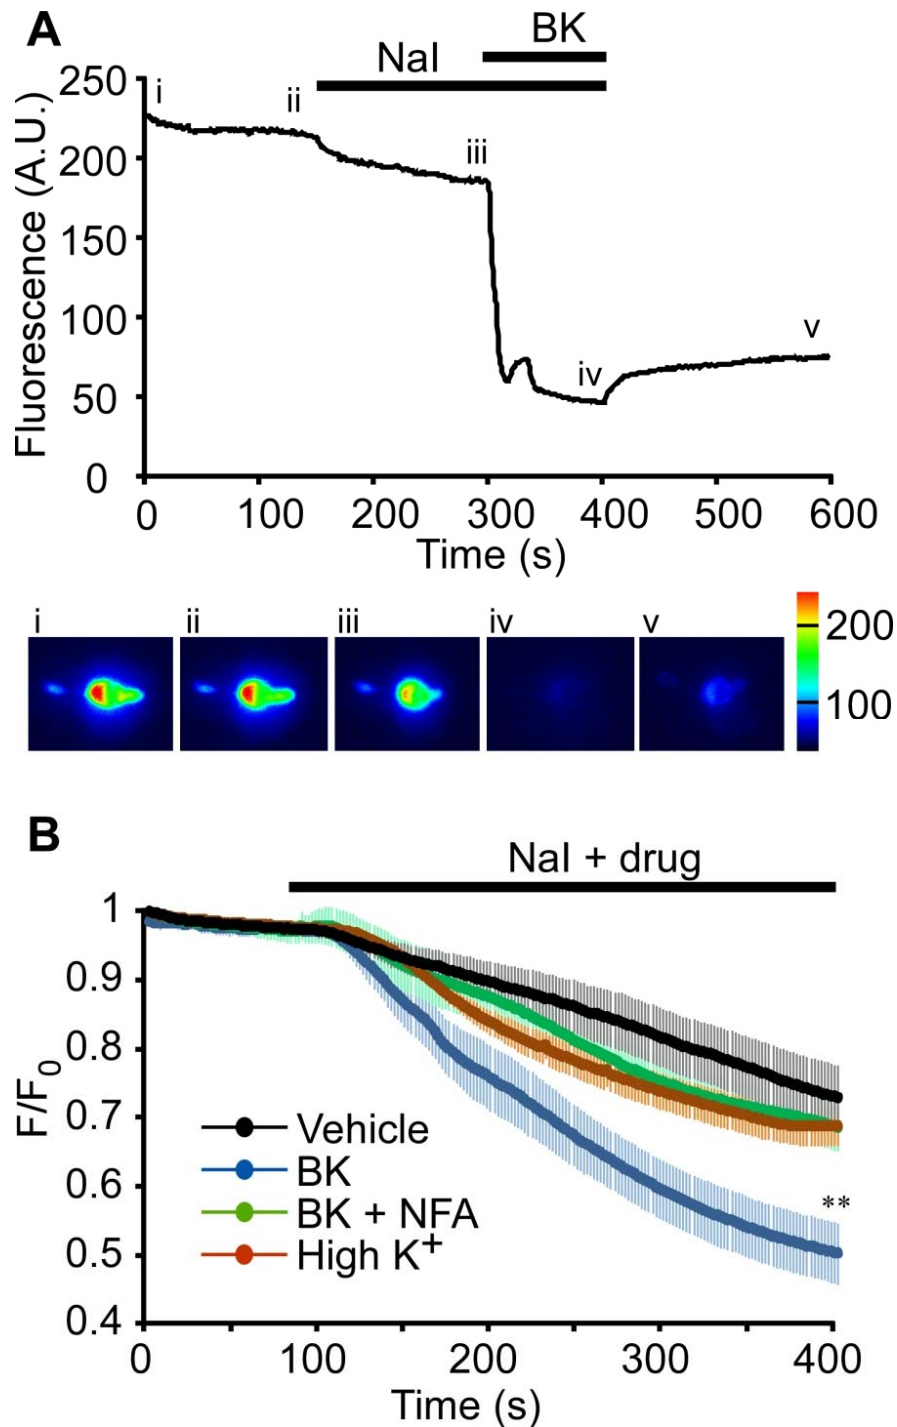 A
BK
NaI
Fluorescence (A.U.)
250
200
150
100
50
0
i
ii
iii
iv
v
0 100 200 300 400 500 600
Time (s)
i ii iii iv v
200
100
B
NaI + drug
F/F0
1
0.9
0.8
0.7
0.6
0.5
0.4
Vehicle
BK
BK + NFA
High K+
**
0 100 200 300 400
Time (s)